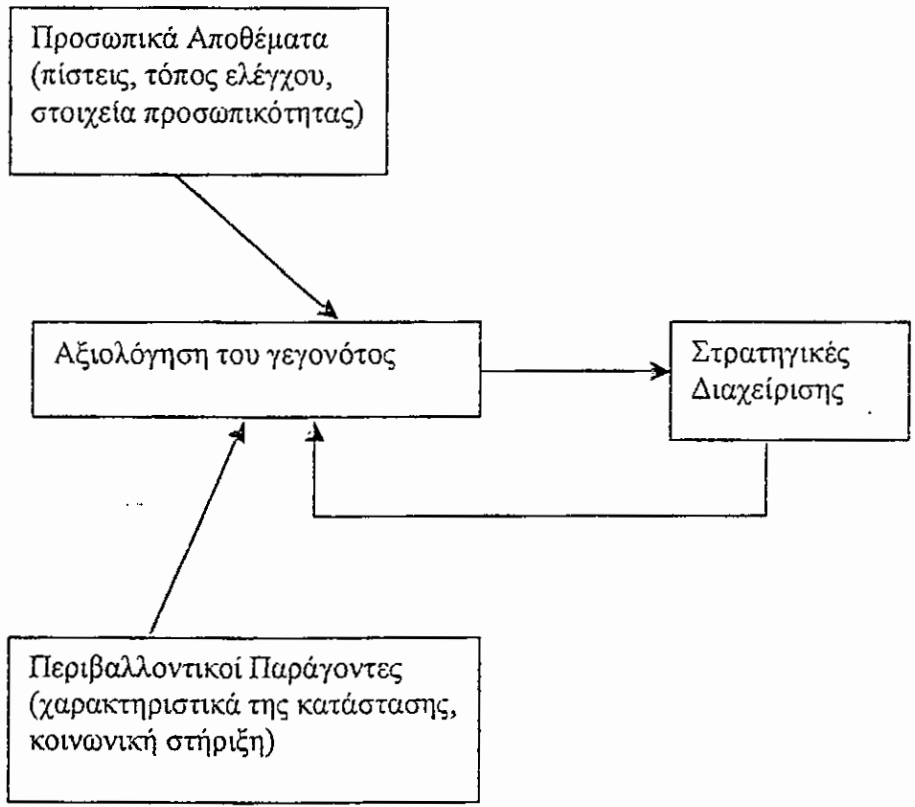 Προσωπικά Αποθέματα
(πίστεις, τόπος ελέγχου,
στοιχεία προσωπικότητας)
Αξιολόγηση του γεγονότος
Στρατηγικές
Διαχείρισης
Περιβαλλοντικοί Παράγοντες
(χαρακτηριστικά της κατάστασης,
κοινωνική στήριξη)